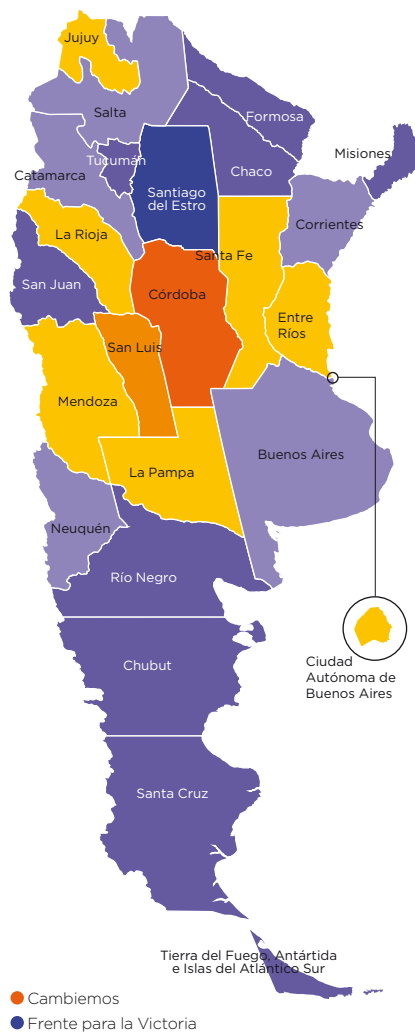 Jujuy
Salta
Formosa
Tucumán
Catamarca
Chaco
Misiones
Santiago
del Estro
Corrientes
La Rioja
Santa Fe
San Juan
Córdoba
Entre
Ríos
San Luis
Mendoza
Buenos Aires
La Pampa
Neuquén
Río Negro
Ciudad
Autónoma de
Buenos Aires
Chubut
Santa Cruz
Tierra del Fuego, Antártida
e Islas del Atlántico Sur
Cambiemos
Frente para la Victoria